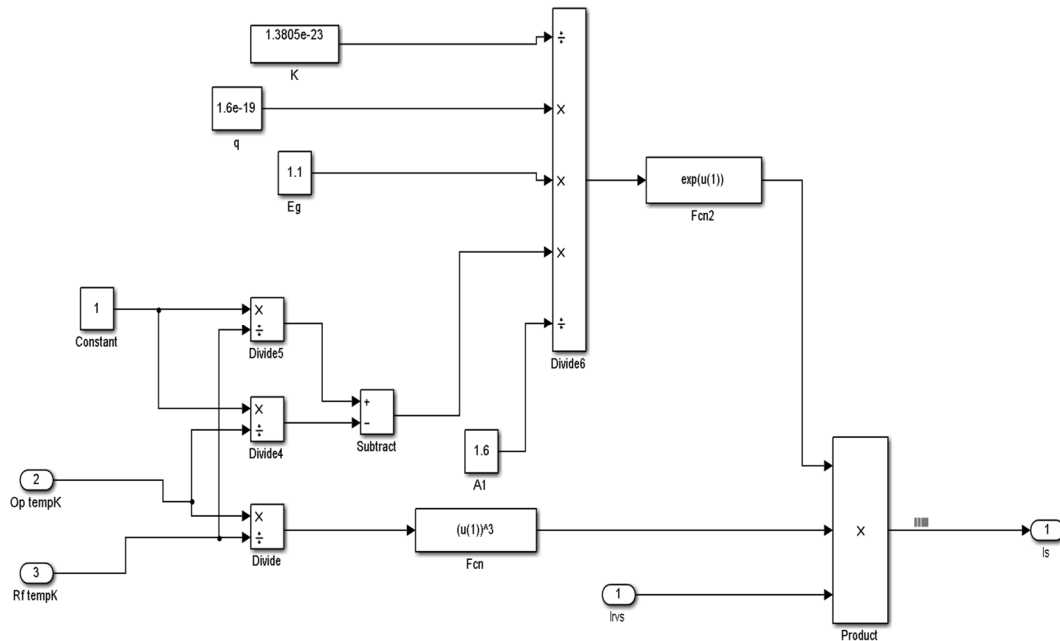 1.3805e-23
÷
K
1.6e-19
×
q
1.1
×
Eg
exp(u(1))
Fcn2
×
1
×
÷
Constant
Divide5
÷
Divide6
+
−
×
÷
Subtract
Divide4
1.6
A1
2
Op tempK
×
÷
(u(1))^3
×
1
Is
Divide
Fcn
3
Rf tempK
1
Irvs
Product